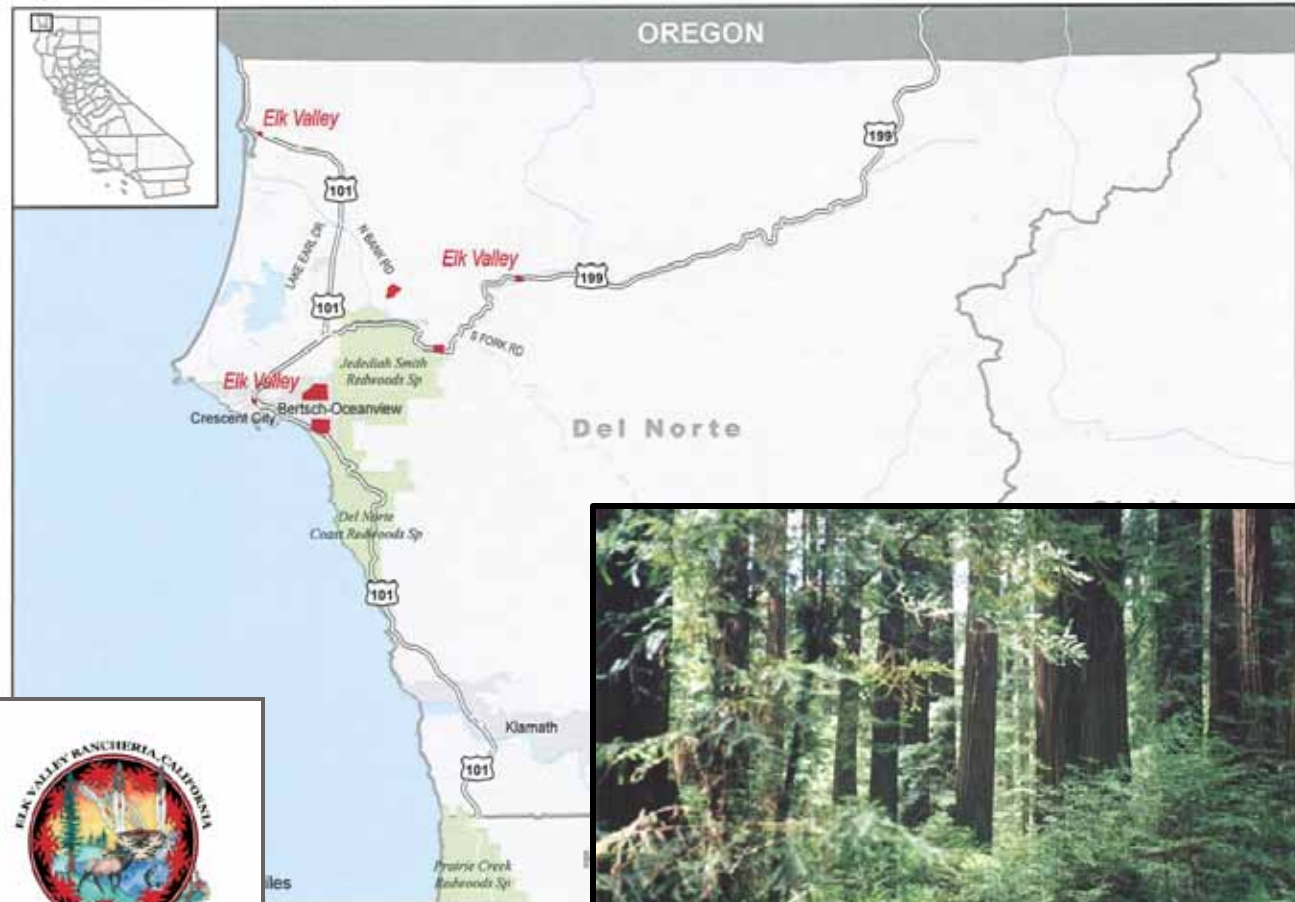 OREGON
Elk Valley
199
101
LAKE EARL DR
N BANK RD
Elk Valley
199
101
S FORK RD
Jedediah Smith
Redwoods Sp
Elk Valley
Bertsch-Oceanview
Crescent City
Del Norte
Del Norte
Coast Redwoods Sp
101
Klamath
101
ELK VALLEY RANCHERIA, CALIFORNIA
Prairie Creek
Redwoods Sp
iles